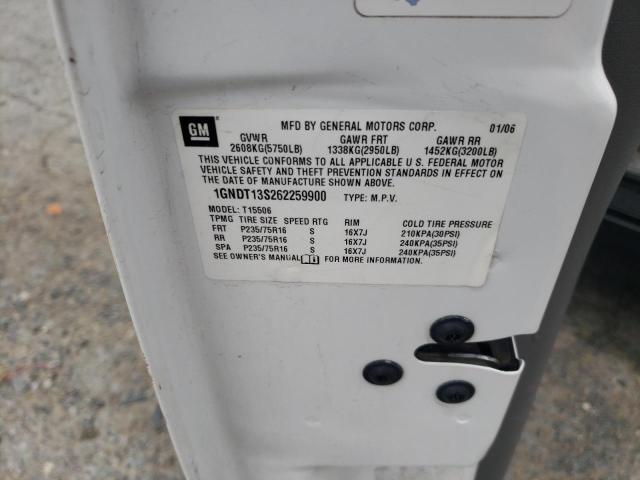 GM
MFD BY GENERAL MOTORS CORP. 01/06
GVWR GAWR FRT GAWR RR
2608KG(5750LB) 1338KG(2950LB) 1452KG(3200LB)
THIS VEHICLE CONFORMS TO ALL APPLICABLE U.S. FEDERAL MOTOR
VEHICLE SAFETY AND THEFT PREVENTION STANDARDS IN EFFECT ON THE
DATE OF MANUFACTURE SHOWN ABOVE.
1GNDT13S262259900 TYPE: M.P.V.
MODEL: T15506
TPMG TIRE SIZE SPEED RTG RIM COLD TIRE PRESSURE
FRT P235/75R16 S 16X7J 210KPA(30PSI)
RR P235/75R16 S 16X7J 240KPA(35PSI)
SPA P235/75R16 S 16X7J 240KPA(35PSI)
SEE OWNER'S MANUAL FOR MORE INFORMATION.